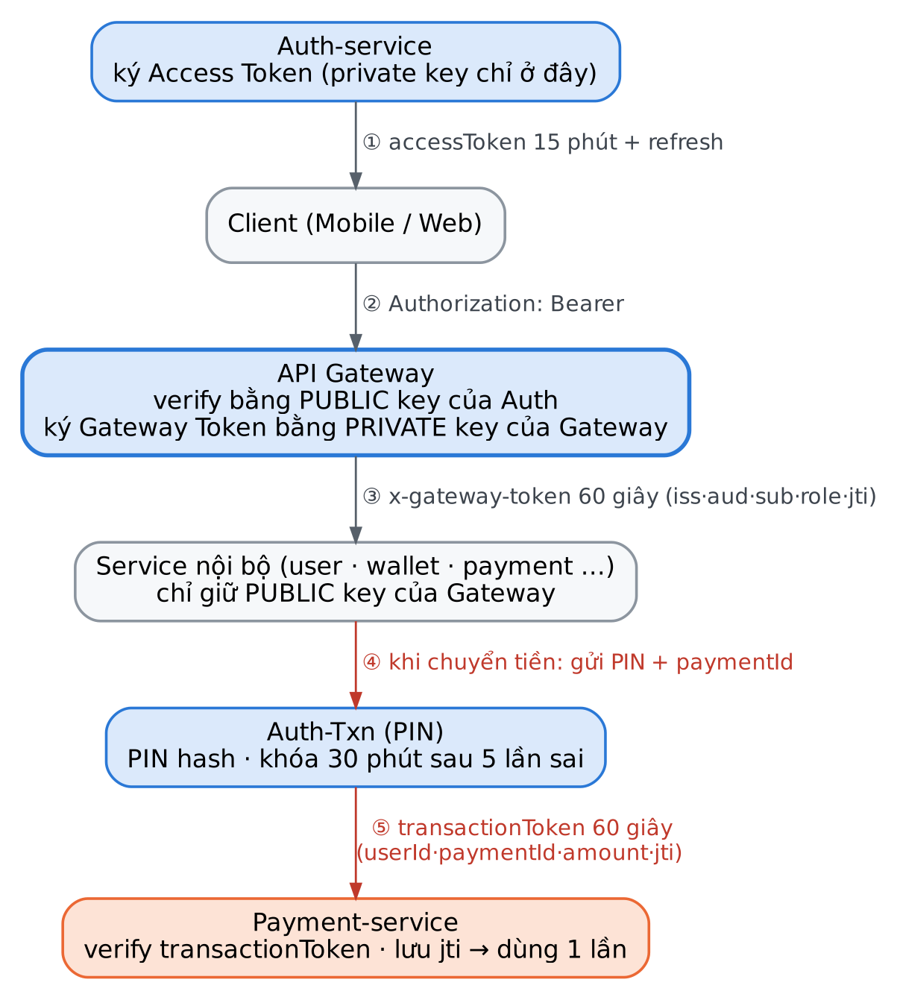 Auth-service
ký Access Token (private key chỉ ở đây)
① accessToken 15 phút + refresh
Client (Mobile / Web)
② Authorization: Bearer
API Gateway
verify bằng PUBLIC key của Auth
ký Gateway Token bằng PRIVATE key của Gateway
③ x-gateway-token 60 giây (iss·aud·sub·role·jti)
Service nội bộ (user · wallet · payment ...)
chỉ giữ PUBLIC key của Gateway
④ khi chuyển tiền: gửi PIN + paymentId
Auth-Txn (PIN)
PIN hash · khóa 30 phút sau 5 lần sai
⑤ transactionToken 60 giây
(userId·paymentId·amount·jti)
Payment-service
verify transactionToken · lưu jti → dùng 1 lần